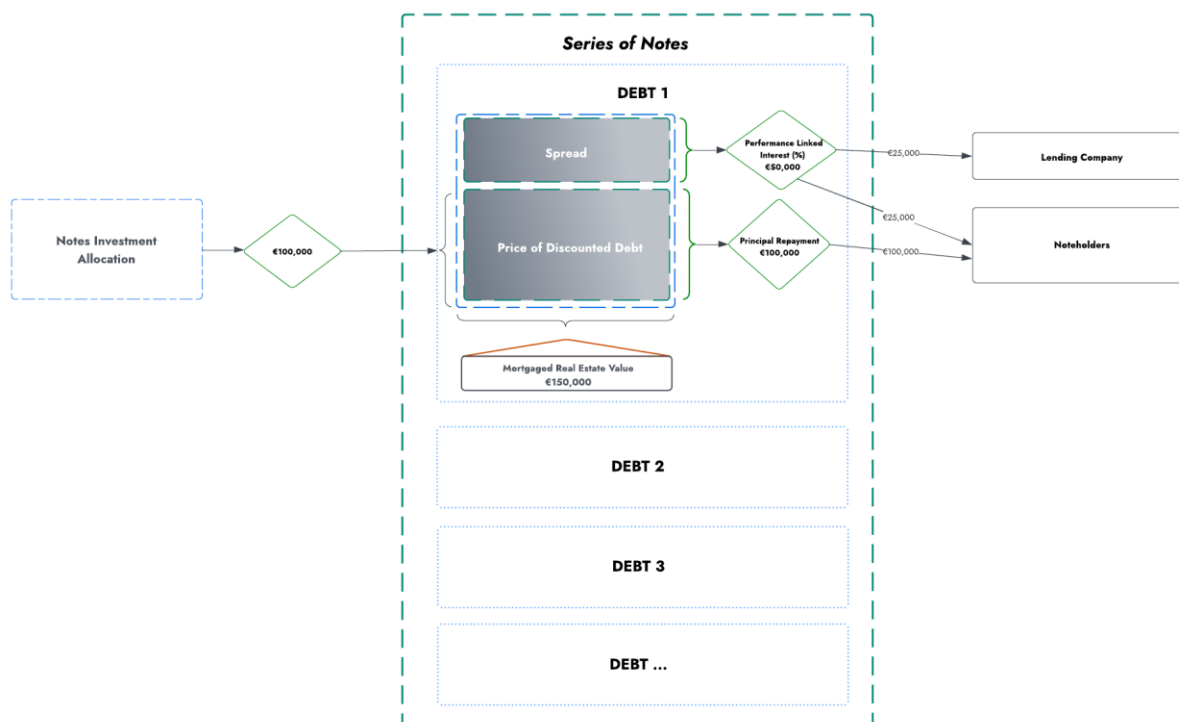 Series of Notes
DEBT 1
Spread
Performance Linked
Interest (%)
€50,000
€25,000
Lending Company
Notes Investment
Allocation
€100,000
Price of Discounted Debt
Principal Repayment
€100,000
€25,000
€100,000
Noteholders
Mortgaged Real Estate Value
€150,000
DEBT 2
DEBT 3
DEBT ...